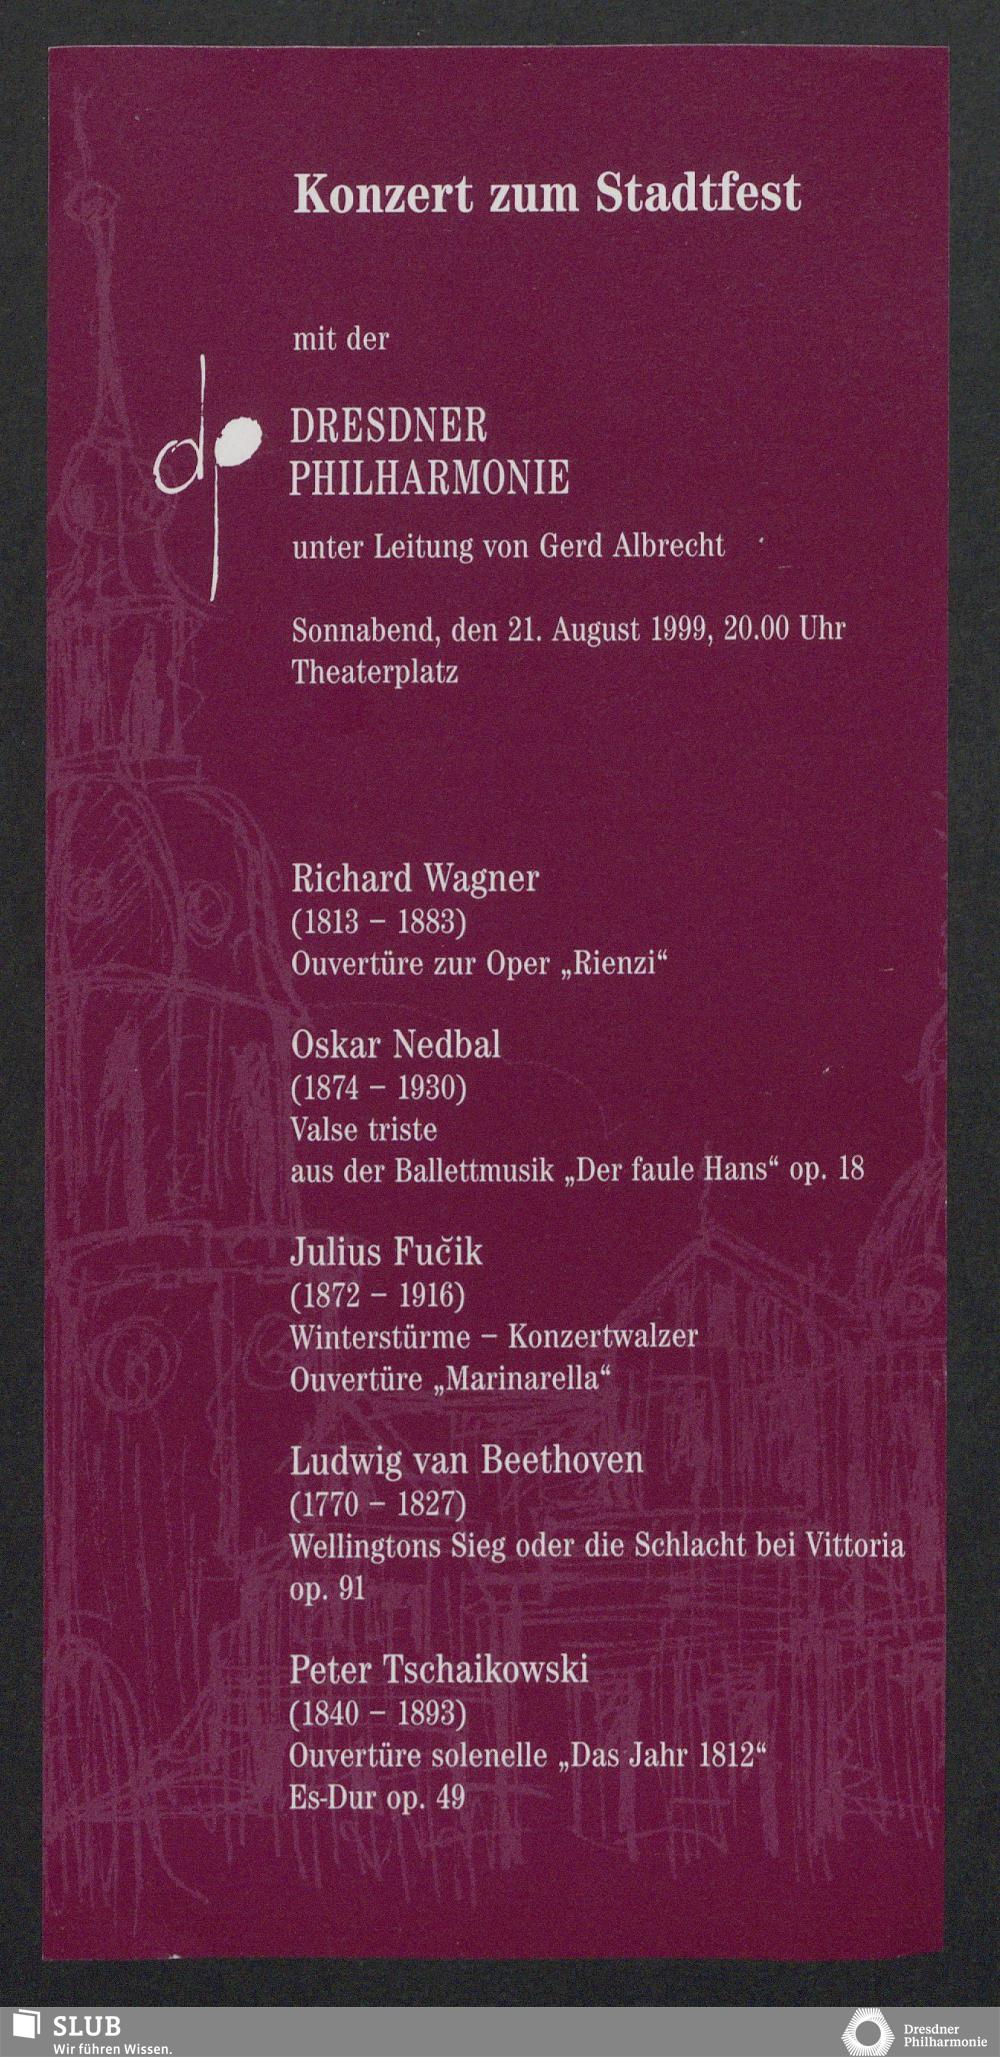 Konzert zum Stadtfest
mit der
dp
DRESDNER
PHILHARMONIE
unter Leitung von Gerd Albrecht
Sonnabend, den 21. August 1999, 20.00 Uhr
Theaterplatz
Richard Wagner
(1813 – 1883)
Ouvertüre zur Oper „Rienzi“
Oskar Nedbal
(1874 – 1930)
Valse triste
aus der Ballettmusik „Der faule Hans“ op. 18
Julius Fučik
(1872 – 1916)
Winterstürme – Konzertwalzer
Ouvertüre „Marinarella“
Ludwig van Beethoven
(1770 – 1827)
Wellingtons Sieg oder die Schlacht bei Vittoria
op. 91
Peter Tschaikowski
(1840 – 1893)
Ouvertüre solenelle „Das Jahr 1812“
Es-Dur op. 49
SLUB
Wir führen Wissen.
Dresdner
Philharmonie